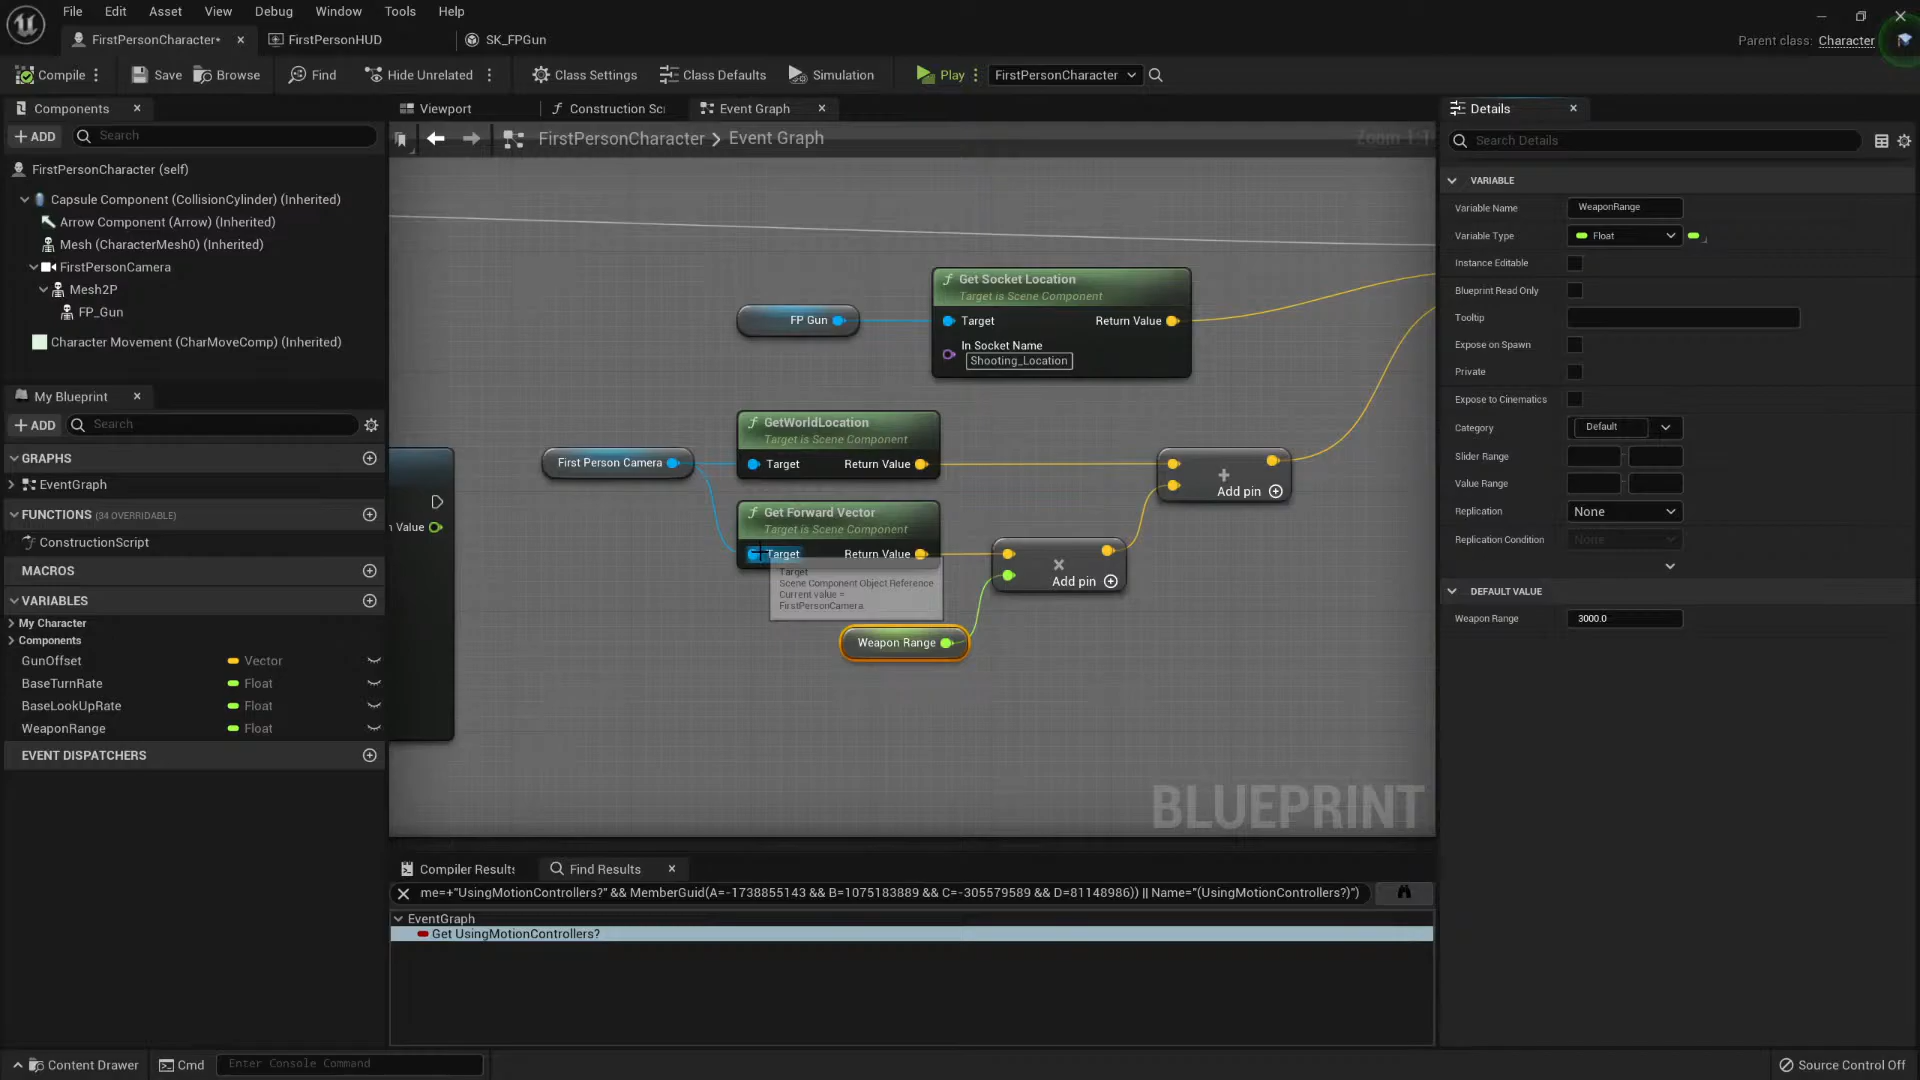 File Edit Asset View Debug Window Tools Help
FirstPersonCharacter•
FirstPersonHUD
SK_FPGun
Parent class: Character
Compile
Save
Browse
Find
Hide Unrelated
Class Settings
Class Defaults
Simulation
Play
FirstPersonCharacter
Components
ADD
Search
FirstPersonCharacter (self)
Capsule Component (CollisionCylinder) (Inherited)
Arrow Component (Arrow) (Inherited)
Mesh (CharacterMesh0) (Inherited)
FirstPersonCamera
Mesh2P
FP_Gun
Character Movement (CharMoveComp) (Inherited)
My Blueprint
ADD
Search
GRAPHS
EventGraph
FUNCTIONS (34 OVERRIDABLE)
ConstructionScript
MACROS
VARIABLES
My Character
Components
GunOffset Vector
BaseTurnRate Float
BaseLookUpRate Float
WeaponRange Float
EVENT DISPATCHERS
Viewport
Construction Scr
Event Graph
FirstPersonCharacter > Event Graph
Zoom 1:1
Get Socket Location
Target is Scene Component
FP Gun
Target Return Value
In Socket Name
Shooting_Location
GetWorldLocation
Target is Scene Component
First Person Camera
Target Return Value
Add pin
Get Forward Vector
Target is Scene Component
Target Return Value
Target
Scene Component Object Reference
Current value =
FirstPersonCamera
Add pin
Weapon Range
n Value
BLUEPRINT
Compiler Results
Find Results
me=+"UsingMotionControllers?" && MemberGuid(A=-1738855143 && B=1075183889 && C=-305579589 && D=81148986)) || Name="(UsingMotionControllers?)")
EventGraph
Get UsingMotionControllers?
Details
Search Details
VARIABLE
Variable Name WeaponRange
Variable Type Float
Instance Editable
Blueprint Read Only
Tooltip
Expose on Spawn
Private
Expose to Cinematics
Category Default
Slider Range
Value Range
Replication None
Replication Condition None
DEFAULT VALUE
Weapon Range 3000.0
Content Drawer
Cmd
Enter Console Command
Source Control Off